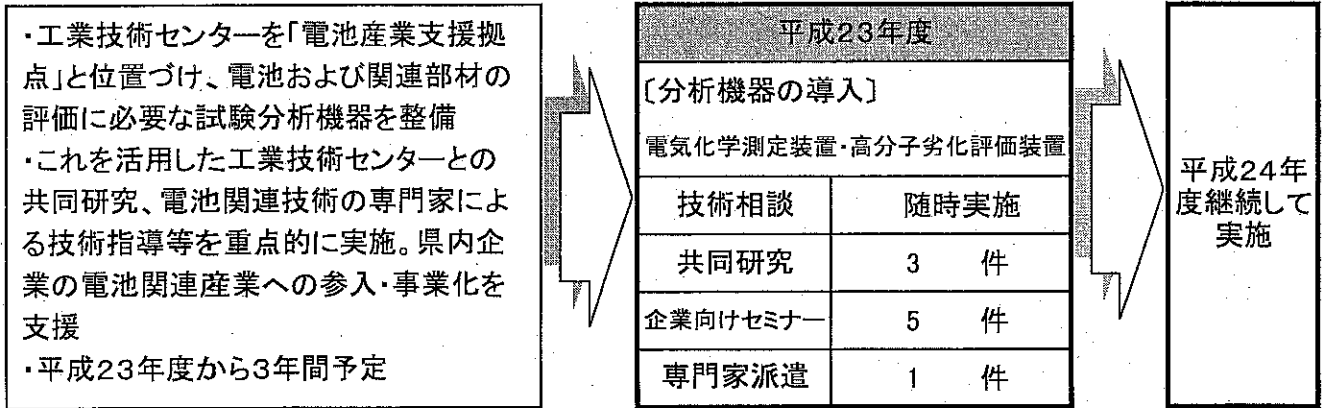 ・工業技術センターを「電池産業支援拠
点」と位置づけ、電池および関連部材の
評価に必要な試験分析機器を整備
・これを活用した工業技術センターとの
共同研究、電池関連技術の専門家によ
る技術指導等を重点的に実施。県内企
業の電池関連産業への参入・事業化を
支援
・平成23年度から3年間予定
平成23年度
〔分析機器の導入〕
電気化学測定装置・高分子劣化評価装置
技術相談 随時実施
共同研究 3 件
企業向けセミナー 5 件
専門家派遣 1 件
平成24年
度継続して
実施